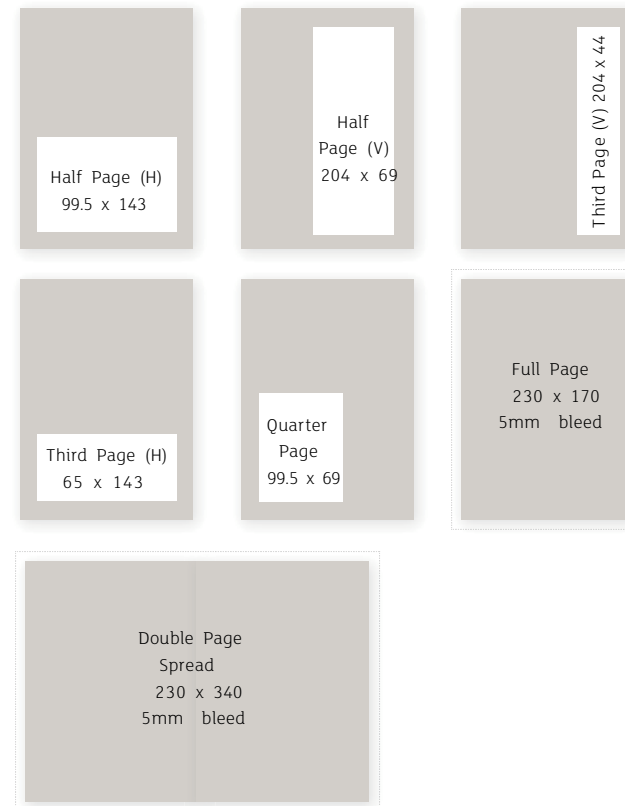 Half Page (H)
99.5 x 143
Half
Page (V)
204 x 69
Third Page (V) 204 x 44
Third Page (H)
65 x 143
Quarter
Page
99.5 x 69
Full Page
230 x 170
5mm bleed
Double Page
Spread
230 x 340
5mm bleed